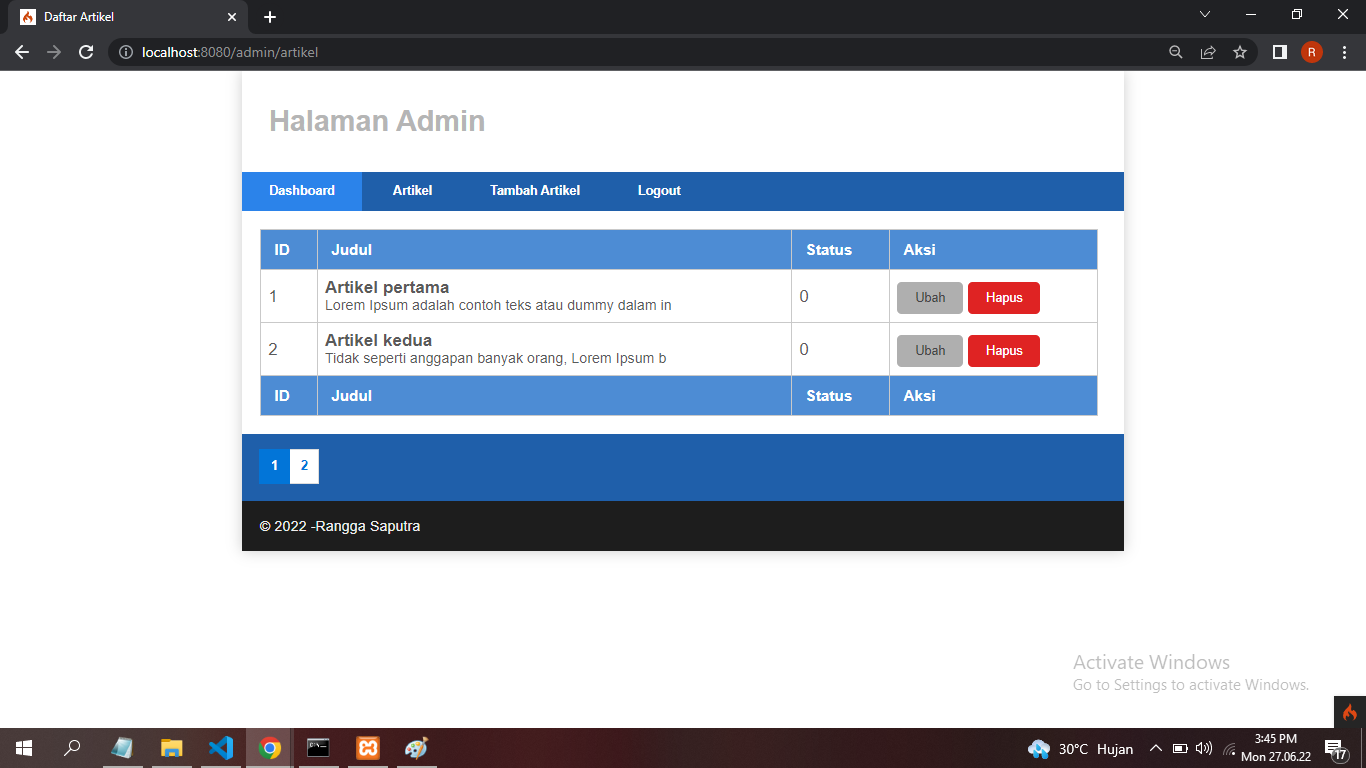 Daftar Artikel
localhost:8080/admin/artikel
R
Halaman Admin
Dashboard Artikel Tambah Artikel Logout
ID Judul Status Aksi
1 Artikel pertama 0 Ubah Hapus
Lorem Ipsum adalah contoh teks atau dummy dalam in
2 Artikel kedua 0 Ubah Hapus
Tidak seperti anggapan banyak orang, Lorem Ipsum b
ID Judul Status Aksi
1 2
© 2022 -Rangga Saputra
Activate Windows
Go to Settings to activate Windows.
30°C Hujan
3:45 PM
Mon 27.06.22
17